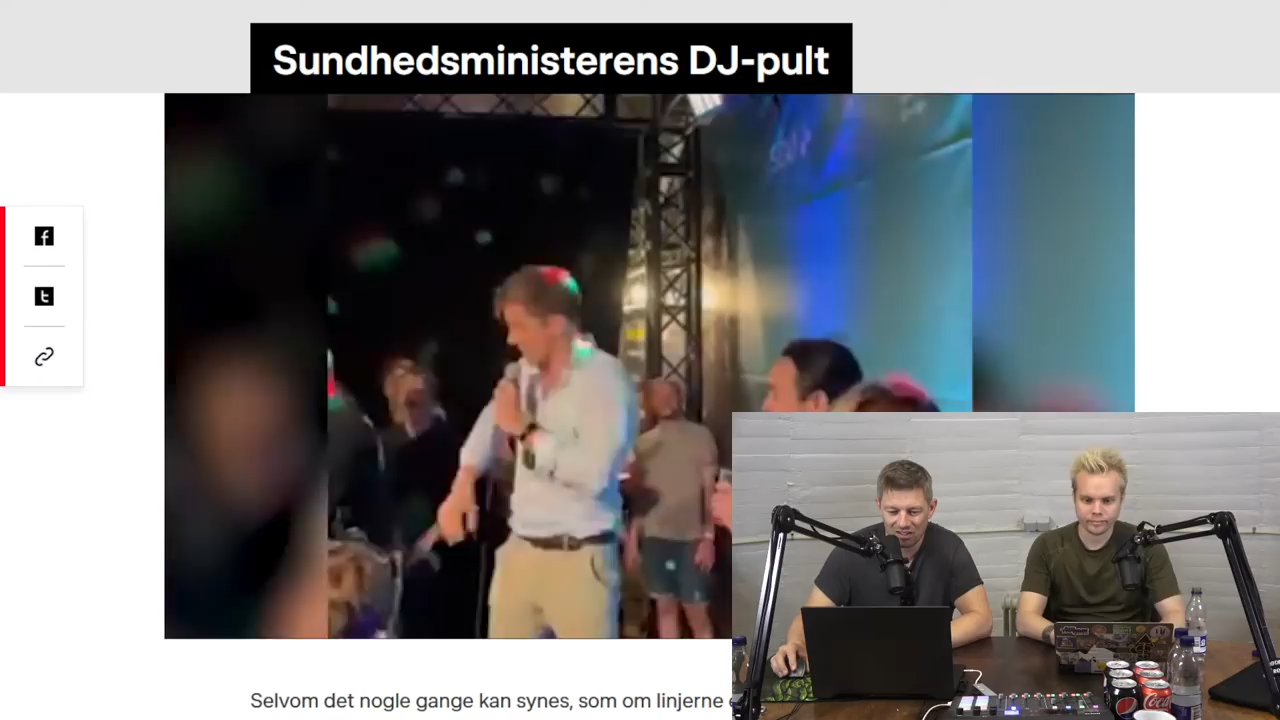 Sundhedsministerens DJ-pult
Selvom det nogle gange kan synes, som om linjerne